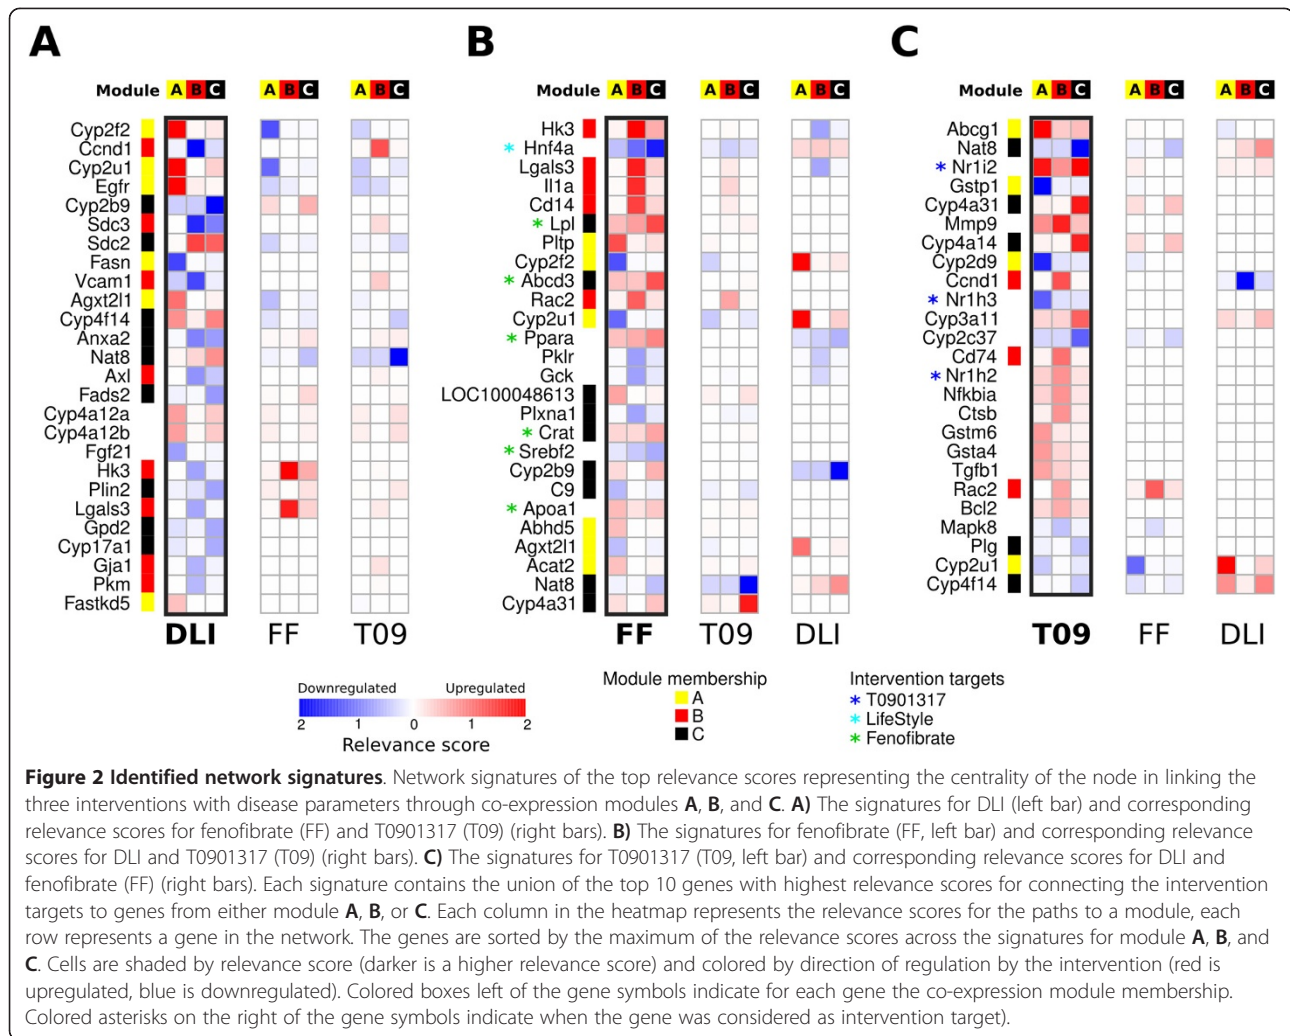 A
Module A B C A B C A B C
Cyp2f2
Ccnd1
Cyp2u1
Egfr
Cyp2b9
Sdc3
Sdc2
Fasn
Vcam1
Agxt2l1
Cyp4f14
Anxa2
Nat8
Axl
Fads2
Cyp4a12a
Cyp4a12b
Fgf21
Hk3
Plin2
Lgals3
Gpd2
Cyp17a1
Gja1
Pkm
Fastkd5
DLI FF T09
B
Module A B C A B C A B C
Hk3
* Hnf4a
Lgals3
Il1a
Cd14
* Lpl
Pltp
Cyp2f2
* Abcd3
Rac2
Cyp2u1
* Ppara
Pklr
Gck
LOC100048613
Plxna1
* Crat
* Srebf2
Cyp2b9
C9
* Apoa1
Abhd5
Agxt2l1
Acat2
Nat8
Cyp4a31
FF T09 DLI
C
Module A B C A B C A B C
Abcg1
Nat8
* Nr1i2
Gstp1
Cyp4a31
Mmp9
Cyp4a14
Cyp2d9
Ccnd1
* Nr1h3
Cyp3a11
Cyp2c37
Cd74
* Nr1h2
Nfkbia
Ctsb
Gstm6
Gsta4
Tgfb1
Rac2
Bcl2
Mapk8
Plg
Cyp2u1
Cyp4f14
T09 FF DLI
Downregulated Upregulated
2 1 0 1 2
Relevance score
Module membership
A
B
C
Intervention targets
* T0901317
* LifeStyle
* Fenofibrate
Figure 2 Identified network signatures. Network signatures of the top relevance scores representing the centrality of the node in linking the
three interventions with disease parameters through co-expression modules A, B, and C. A) The signatures for DLI (left bar) and corresponding
relevance scores for fenofibrate (FF) and T0901317 (T09) (right bars). B) The signatures for fenofibrate (FF, left bar) and corresponding relevance
scores for DLI and T0901317 (T09) (right bars). C) The signatures for T0901317 (T09, left bar) and corresponding relevance scores for DLI and
fenofibrate (FF) (right bars). Each signature contains the union of the top 10 genes with highest relevance scores for connecting the intervention
targets to genes from either module A, B, or C. Each column in the heatmap represents the relevance scores for the paths to a module, each
row represents a gene in the network. The genes are sorted by the maximum of the relevance scores across the signatures for module A, B, and
C. Cells are shaded by relevance score (darker is a higher relevance score) and colored by direction of regulation by the intervention (red is
upregulated, blue is downregulated). Colored boxes left of the gene symbols indicate for each gene the co-expression module membership.
Colored asterisks on the right of the gene symbols indicate when the gene was considered as intervention target).